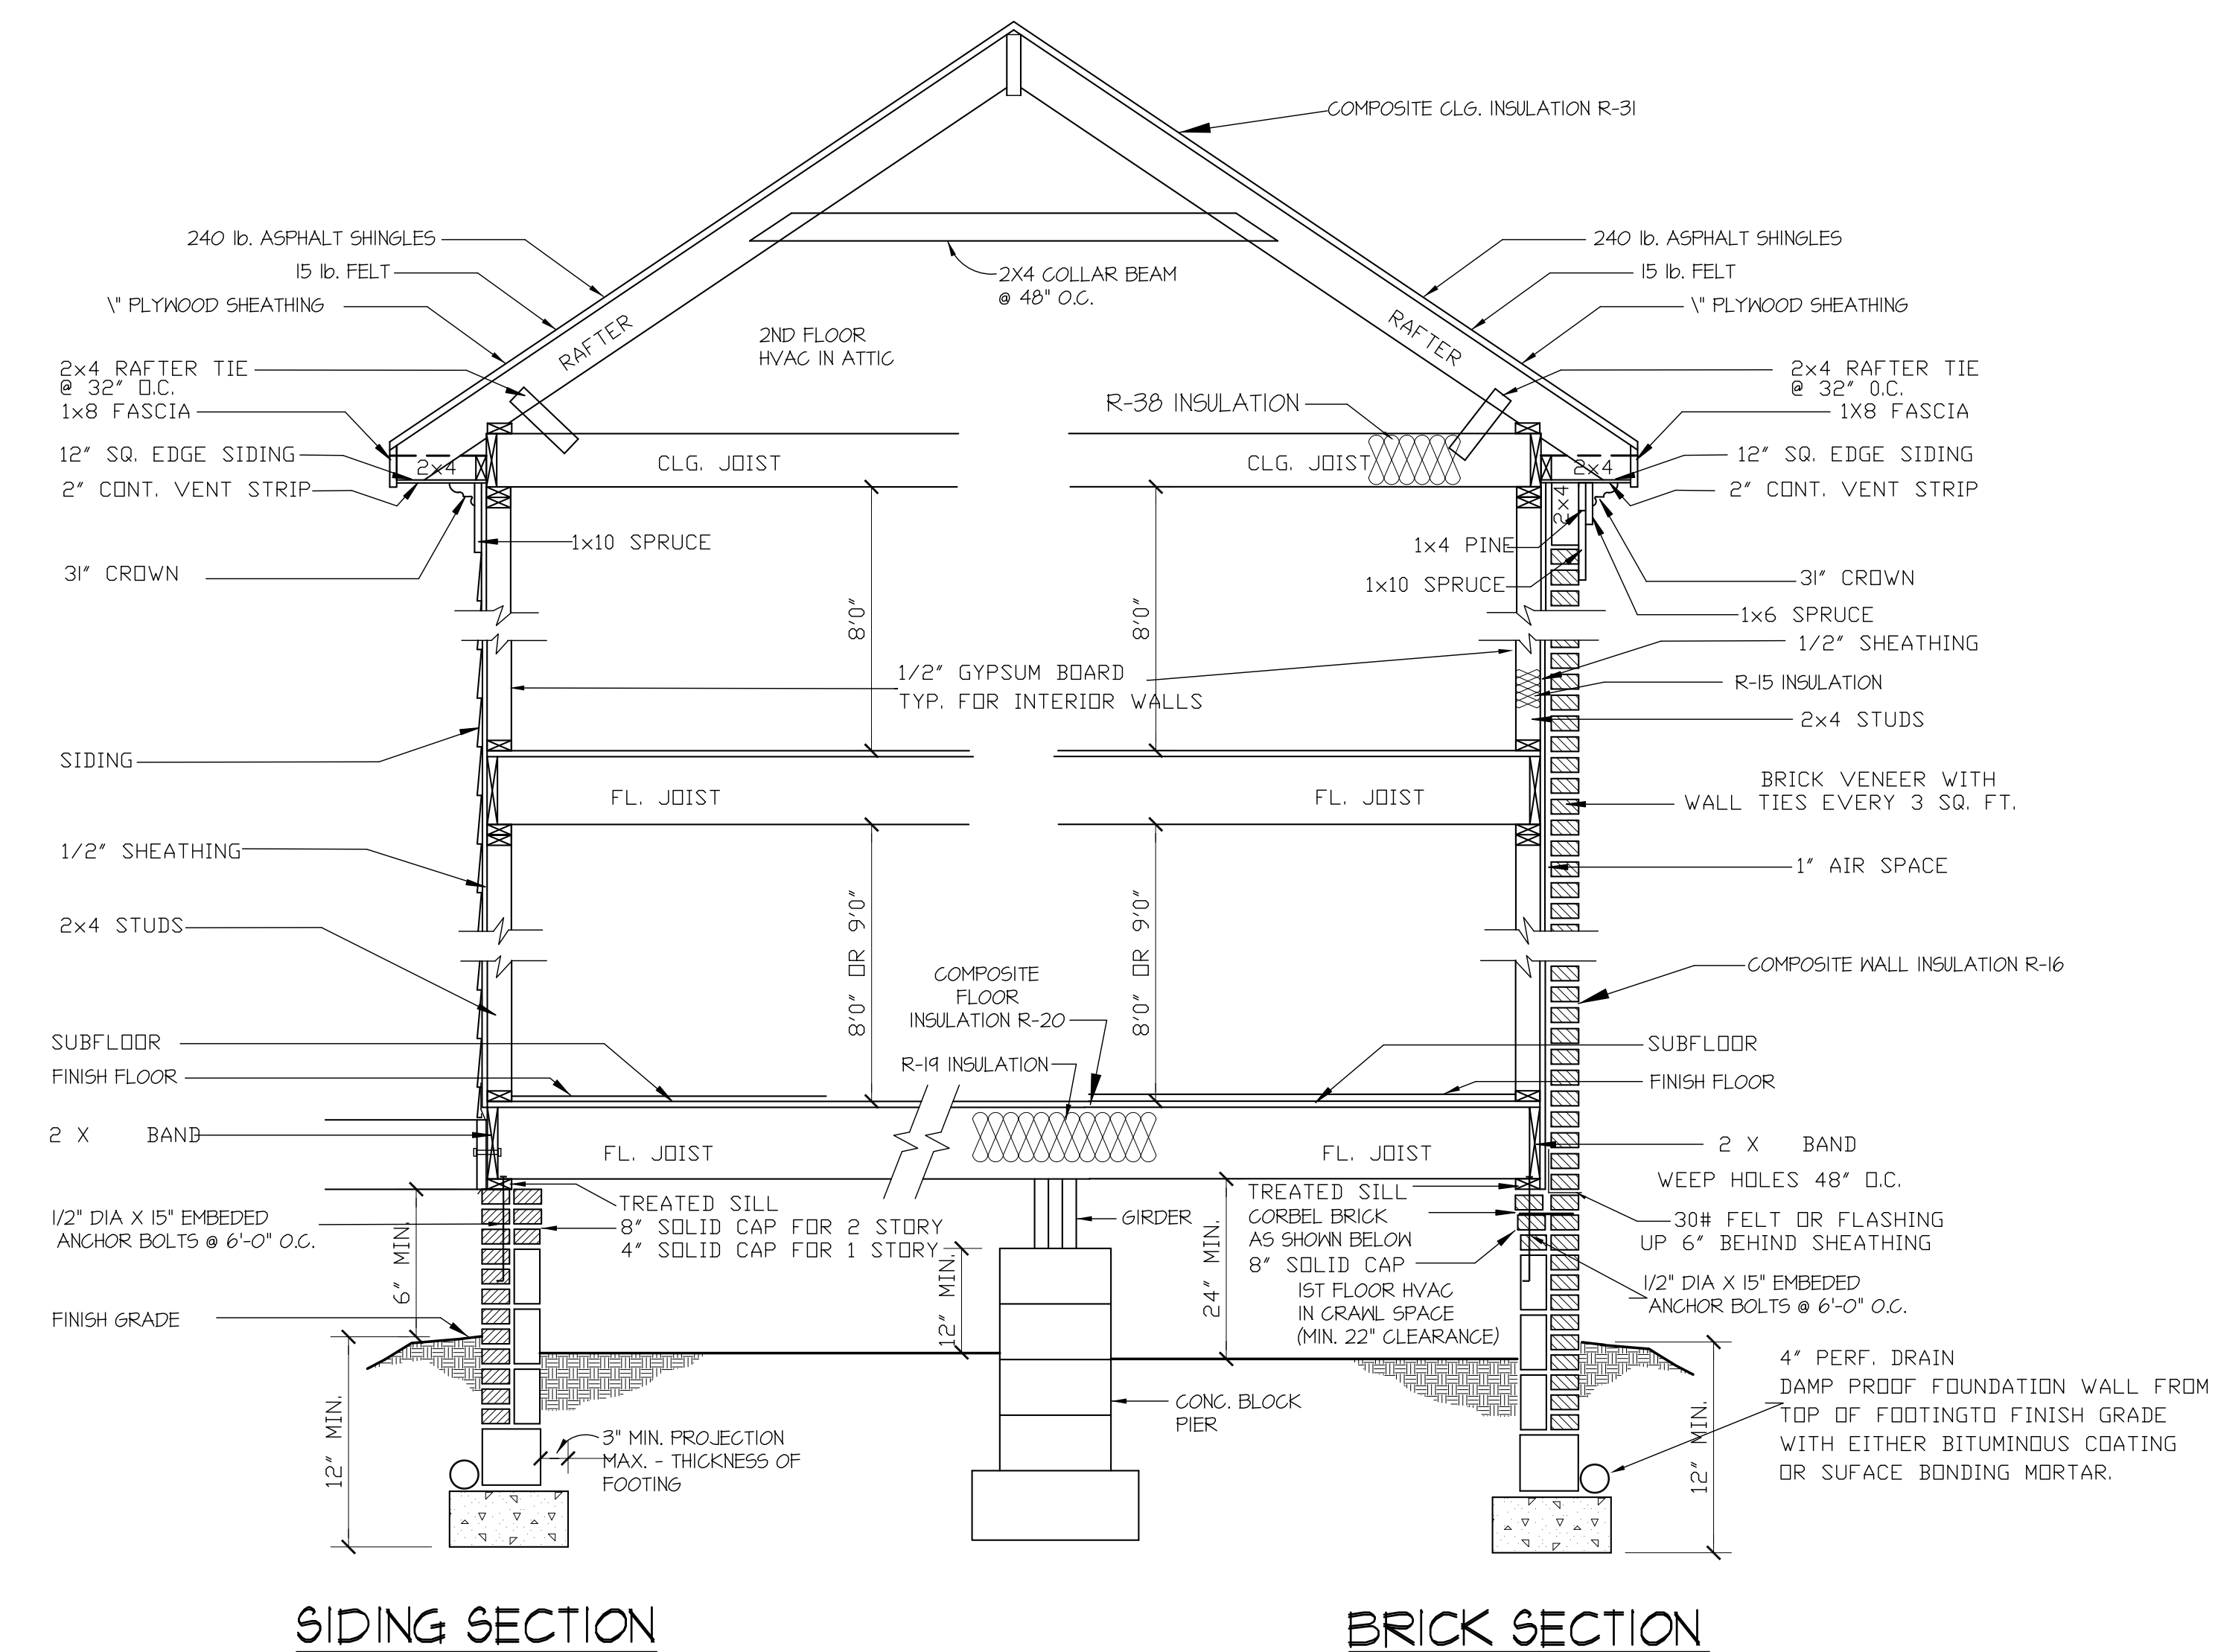 COMPOSITE CLG. INSULATION R-31
240 lb. ASPHALT SHINGLES
15 lb. FELT
\" PLYWOOD SHEATHING
2x4 RAFTER TIE
@ 32" O.C.
1x8 FASCIA
12" SQ. EDGE SIDING
2" CONT. VENT STRIP
31" CROWN
RAFTER
2X4 COLLAR BEAM
@ 48" O.C.
2ND FLOOR
HVAC IN ATTIC
RAFTER
240 lb. ASPHALT SHINGLES
15 lb. FELT
\" PLYWOOD SHEATHING
2x4 RAFTER TIE
@ 32" O.C.
1X8 FASCIA
12" SQ. EDGE SIDING
2" CONT. VENT STRIP
31" CROWN
1x6 SPRUCE
R-38 INSULATION
2x4
CLG. JOIST
CLG. JOIST
2x4
2x4
1x10 SPRUCE
1x4 PINE
1x10 SPRUCE
8'0"
8'0"
1/2" GYPSUM BOARD
TYP. FOR INTERIOR WALLS
1/2" SHEATHING
R-15 INSULATION
2x4 STUDS
BRICK VENEER WITH
WALL TIES EVERY 3 SQ. FT.
1" AIR SPACE
COMPOSITE WALL INSULATION R-16
SIDING
1/2" SHEATHING
2x4 STUDS
FL. JOIST
FL. JOIST
8'0" OR 9'0"
8'0" OR 9'0"
COMPOSITE
FLOOR
INSULATION R-20
R-19 INSULATION
SUBFLOOR
FINISH FLOOR
2 X BAND
SUBFLOOR
FINISH FLOOR
2 X BAND
FL. JOIST
FL. JOIST
WEEP HOLES 48" O.C.
30# FELT OR FLASHING
UP 6" BEHIND SHEATHING
1/2" DIA X 15" EMBEDED
ANCHOR BOLTS @ 6'-0" O.C.
1/2" DIA X 15" EMBEDED
ANCHOR BOLTS @ 6'-0" O.C.
6" MIN.
TREATED SILL
8" SOLID CAP FOR 2 STORY
4" SOLID CAP FOR 1 STORY
GIRDER
12" MIN.
24" MIN.
TREATED SILL
CORBEL BRICK
AS SHOWN BELOW
8" SOLID CAP
1ST FLOOR HVAC
IN CRAWL SPACE
(MIN. 22" CLEARANCE)
FINISH GRADE
12" MIN.
3" MIN. PROJECTION
MAX. - THICKNESS OF
FOOTING
CONC. BLOCK
PIER
12" MIN.
4" PERF. DRAIN
DAMP PROOF FOUNDATION WALL FROM
TOP OF FOOTINGTO FINISH GRADE
WITH EITHER BITUMINOUS COATING
OR SUFACE BONDING MORTAR.
SIDING SECTION
BRICK SECTION